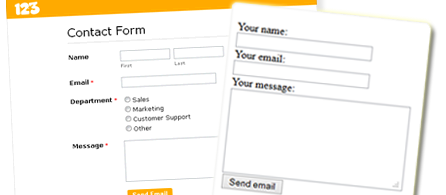 123
Contact Form
Name
First Last
Email *
Department * Sales
Marketing
Customer Support
Other
Message *
Send Email
Your name:
Your email:
Your message:
Send email